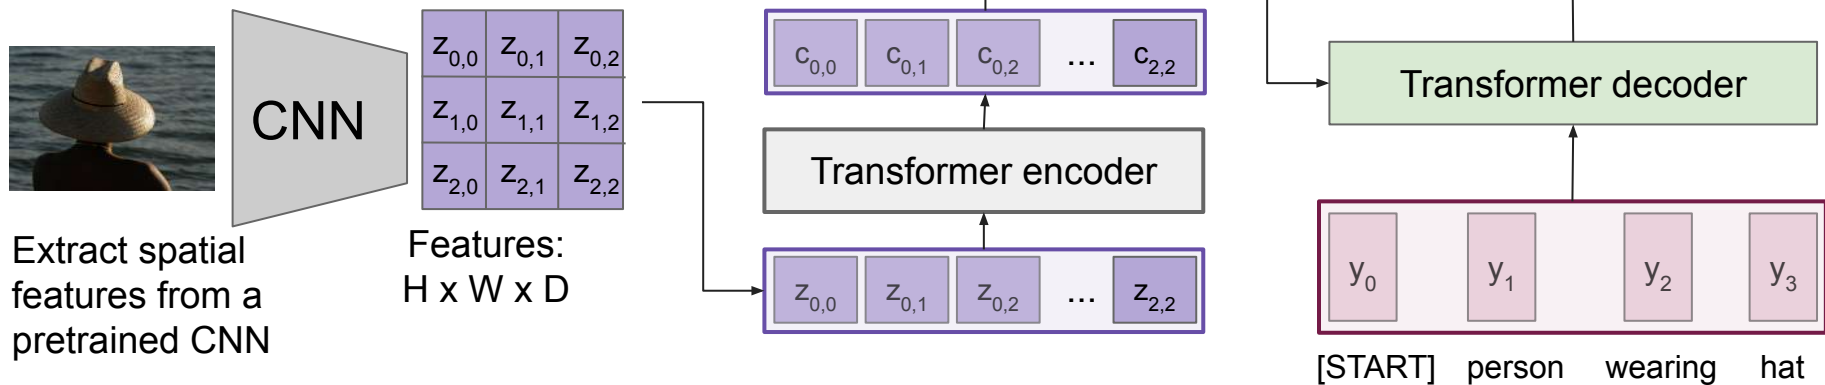 CNN
z0,0 z0,1 z0,2
z1,0 z1,1 z1,2
z2,0 z2,1 z2,2
Extract spatial
features from a
pretrained CNN
Features:
H x W x D
c0,0 c0,1 c0,2 ... c2,2
Transformer encoder
z0,0 z0,1 z0,2 ... z2,2
Transformer decoder
y0 y1 y2 y3
[START] person wearing hat